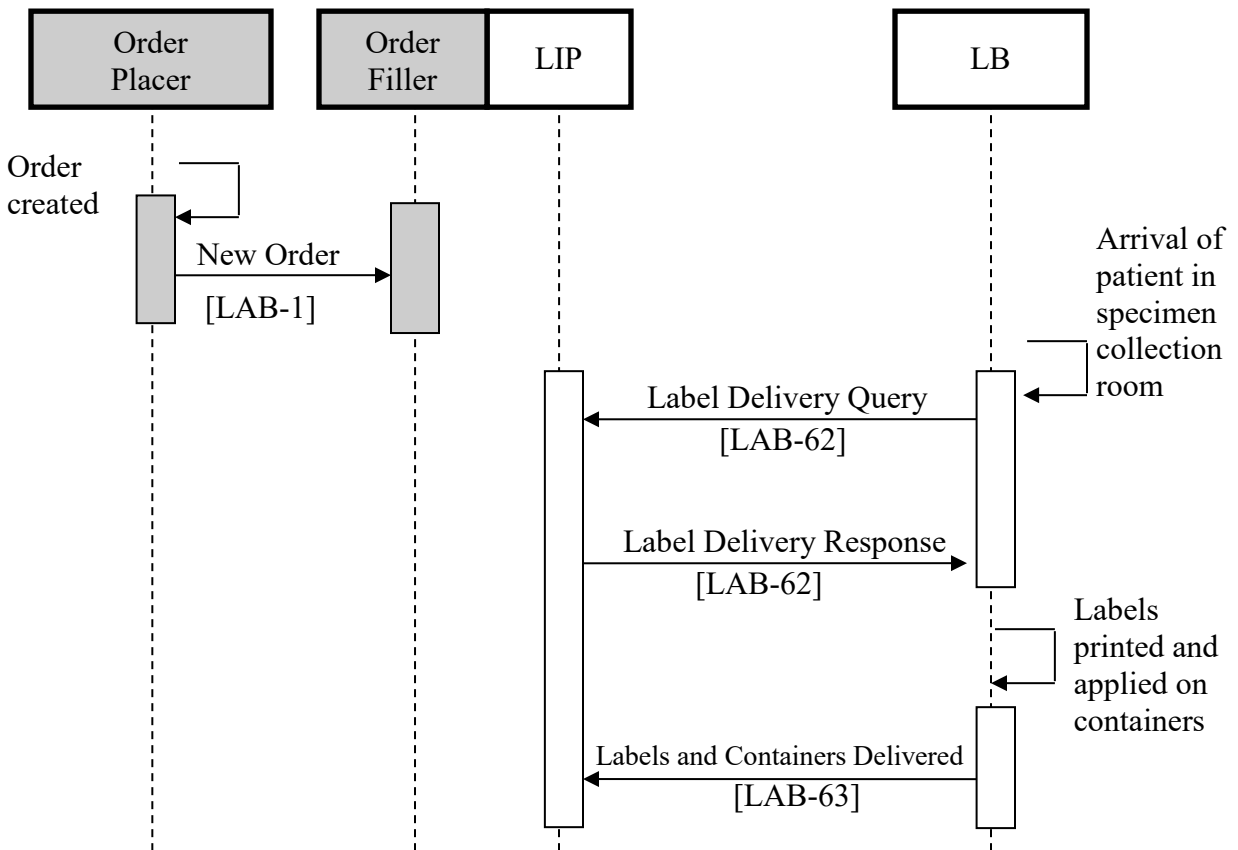 Order
Placer
Order
Filler
LIP
LB
Order
created
New Order
[LAB-1]
Arrival of
patient in
specimen
collection
room
Label Delivery Query
[LAB-62]
Label Delivery Response
[LAB-62]
Labels
printed and
applied on
containers
Labels and Containers Delivered
[LAB-63]